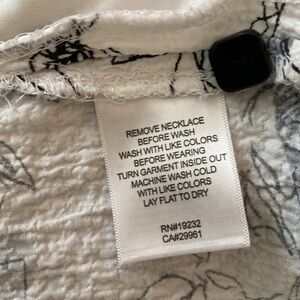 REMOVE NECKLACE
BEFORE WASH
WASH WITH LIKE COLORS
BEFORE WEARING
TURN GARMENT INSIDE OUT
MACHINE WASH COLD
WITH LIKE COLORS
LAY FLAT TO DRY
RN#19232
CA#29961